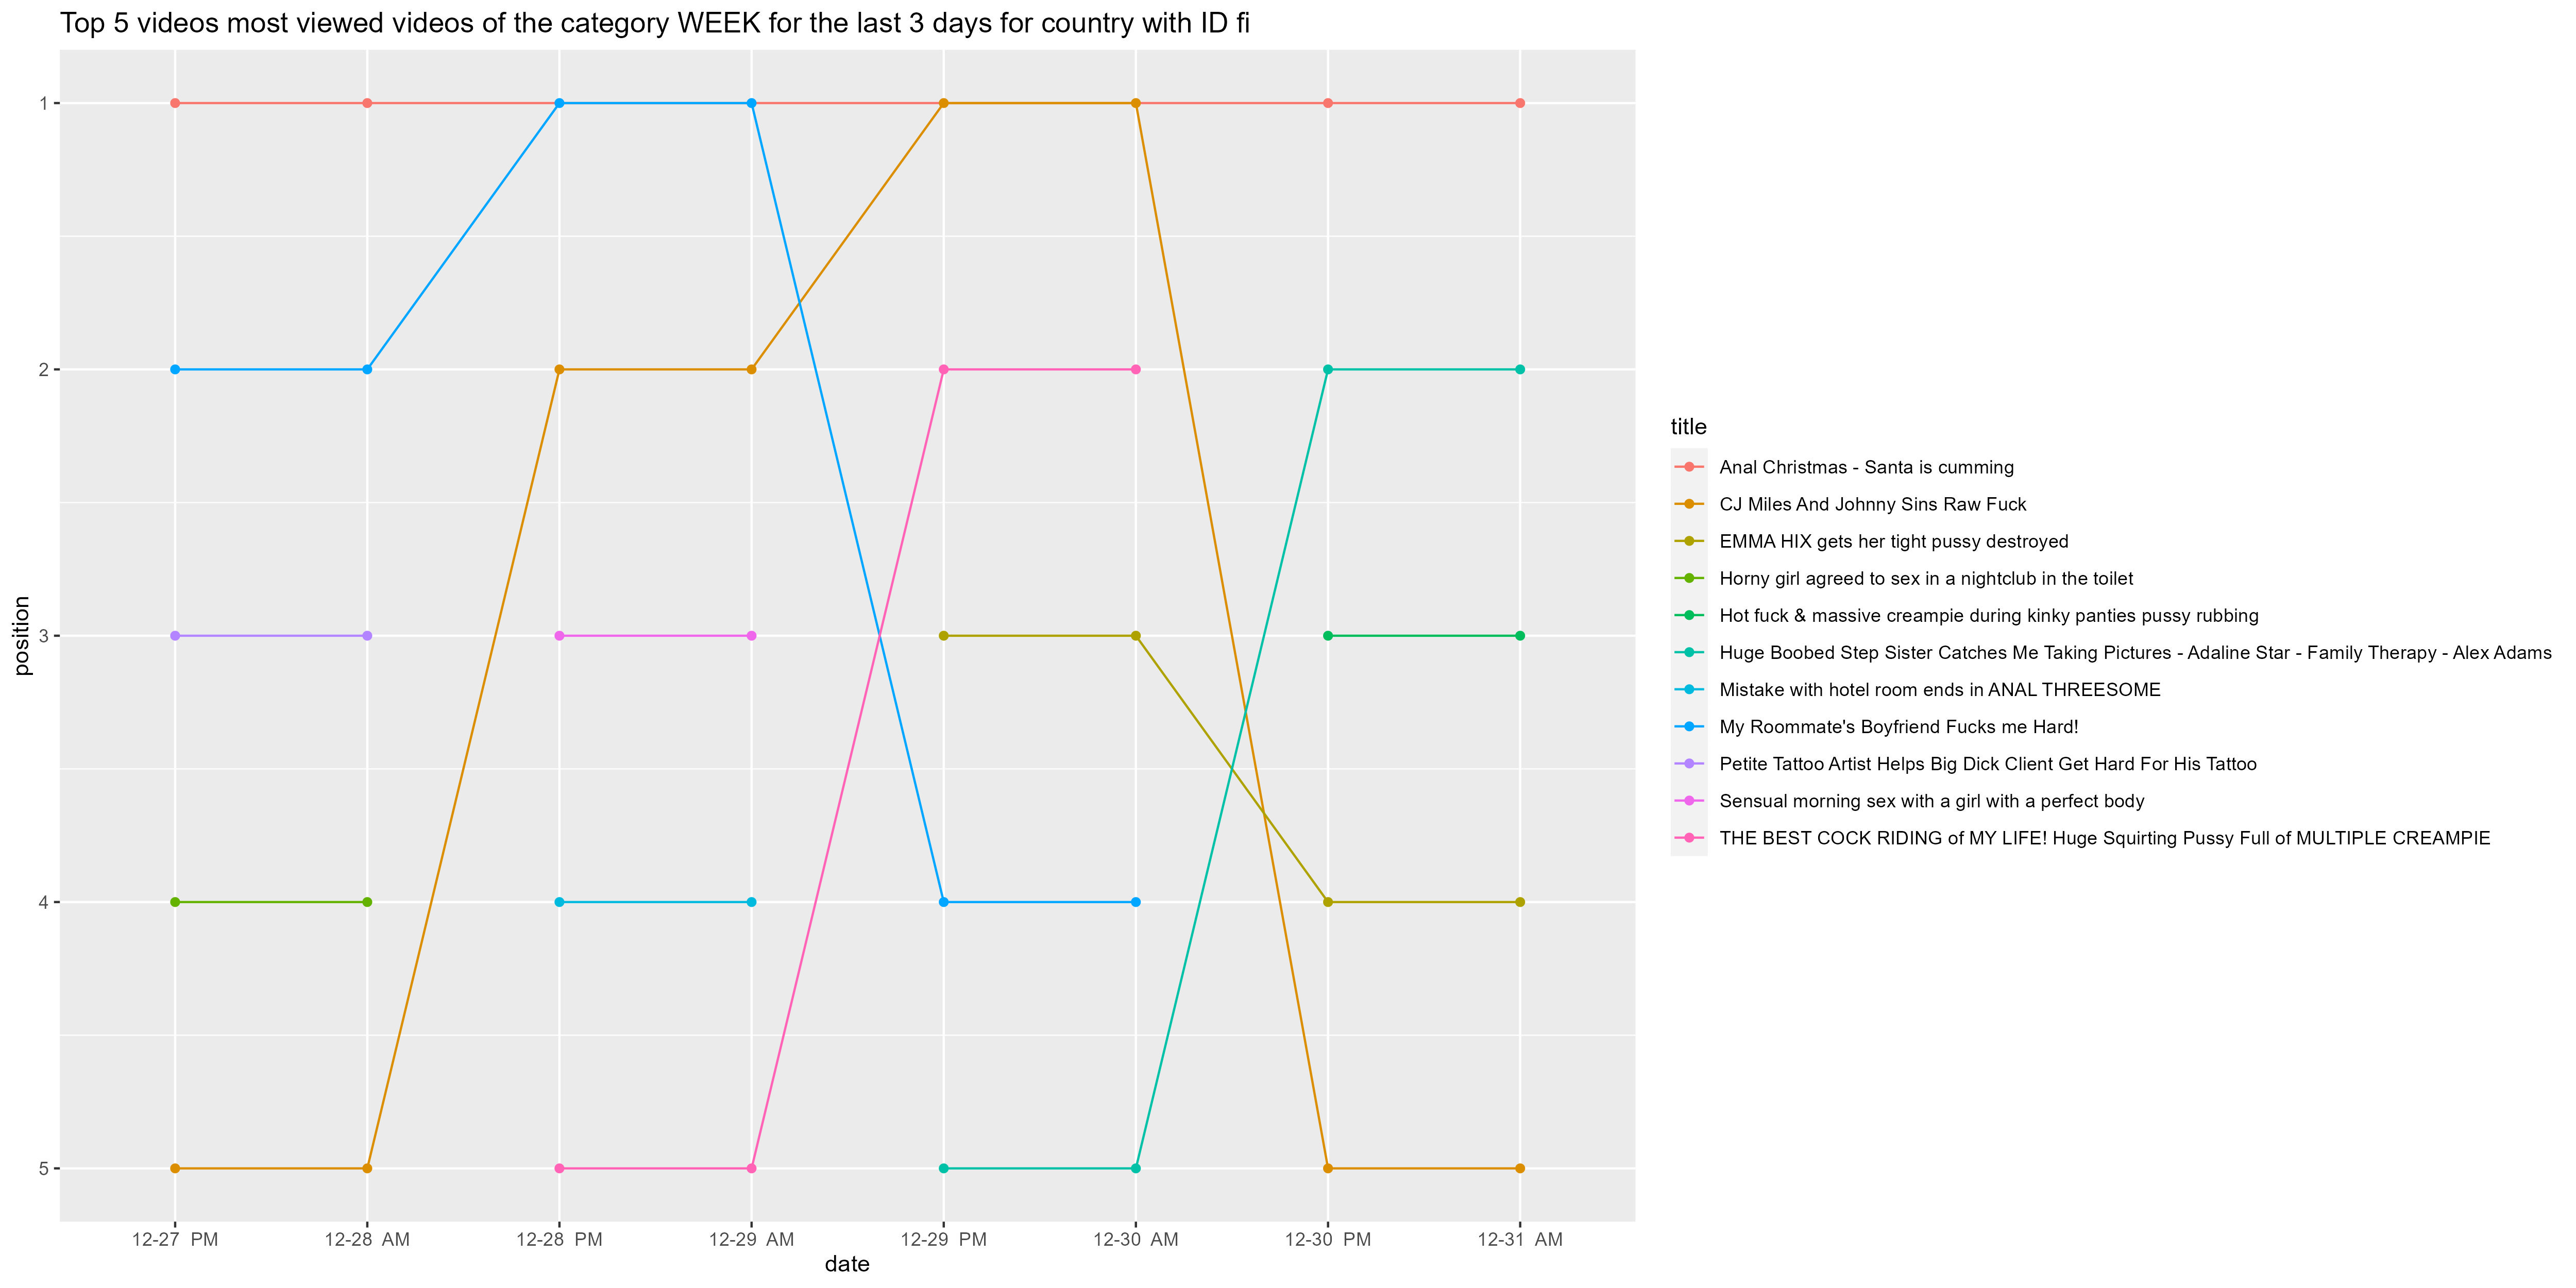 Top 5 videos most viewed videos of the category WEEK for the last 3 days for country with ID fi
position
1
2
3
4
5
12-27 PM
12-28 AM
12-28 PM
12-29 AM
12-29 PM
12-30 AM
12-30 PM
12-31 AM
date
title
Anal Christmas - Santa is cumming
CJ Miles And Johnny Sins Raw Fuck
EMMA HIX gets her tight pussy destroyed
Horny girl agreed to sex in a nightclub in the toilet
Hot fuck & massive creampie during kinky panties pussy rubbing
Huge Boobed Step Sister Catches Me Taking Pictures - Adaline Star - Family Therapy - Alex Adams
Mistake with hotel room ends in ANAL THREESOME
My Roommate's Boyfriend Fucks me Hard!
Petite Tattoo Artist Helps Big Dick Client Get Hard For His Tattoo
Sensual morning sex with a girl with a perfect body
THE BEST COCK RIDING of MY LIFE! Huge Squirting Pussy Full of MULTIPLE CREAMPIE